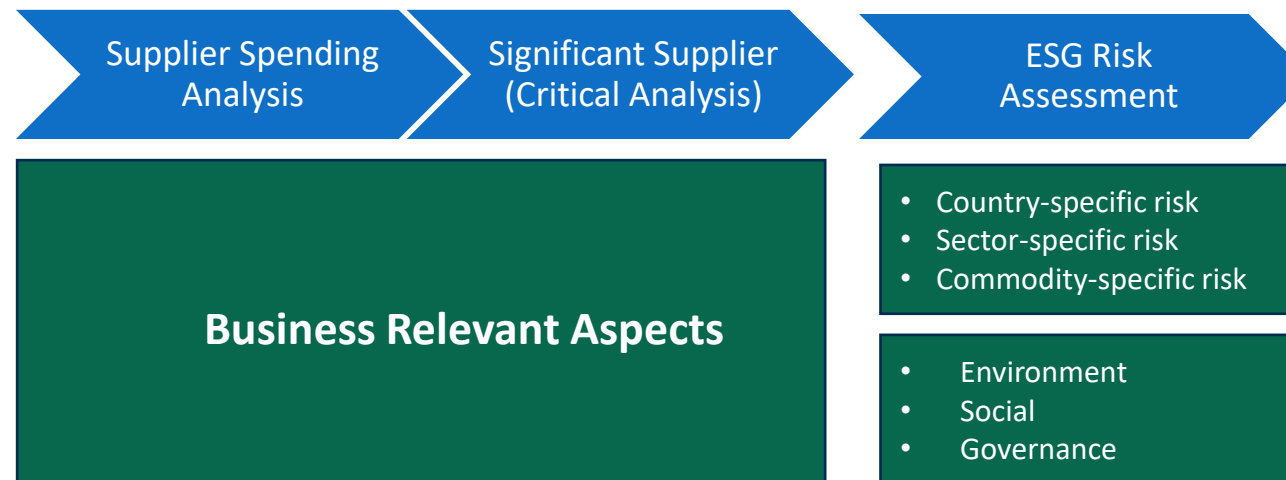 Supplier Spending
Analysis
Significant Supplier
(Critical Analysis)
ESG Risk
Assessment
Business Relevant Aspects
• Country-specific risk
• Sector-specific risk
• Commodity-specific risk
• Environment
• Social
• Governance